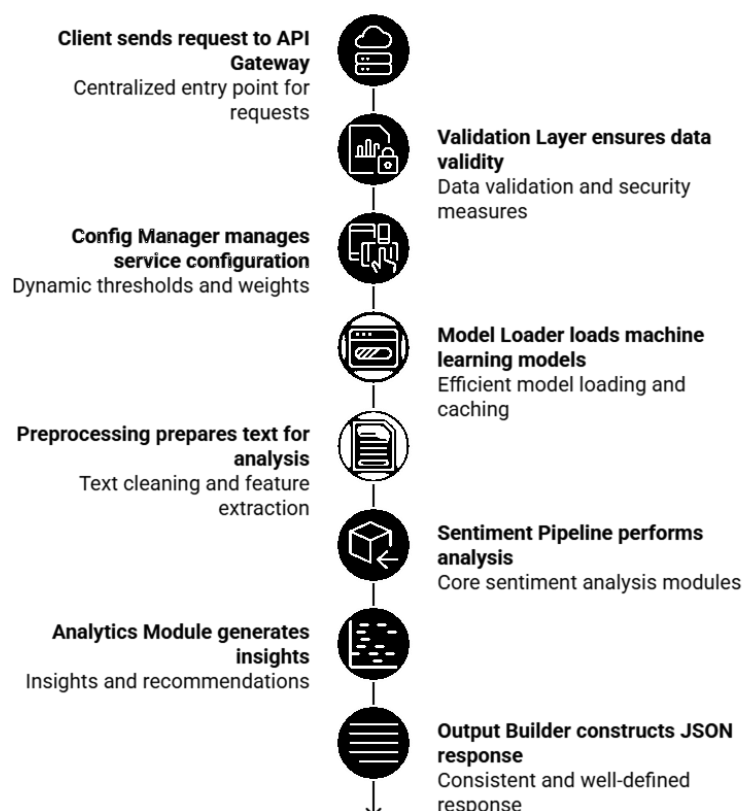 Client sends request to API
Gateway
Centralized entry point for
requests
Validation Layer ensures data
validity
Data validation and security
measures
Config Manager manages
service configuration
Dynamic thresholds and weights
Model Loader loads machine
learning models
Efficient model loading and
caching
Preprocessing prepares text for
analysis
Text cleaning and feature
extraction
Sentiment Pipeline performs
analysis
Core sentiment analysis modules
Analytics Module generates
insights
Insights and recommendations
Output Builder constructs JSON
response
Consistent and well-defined
response